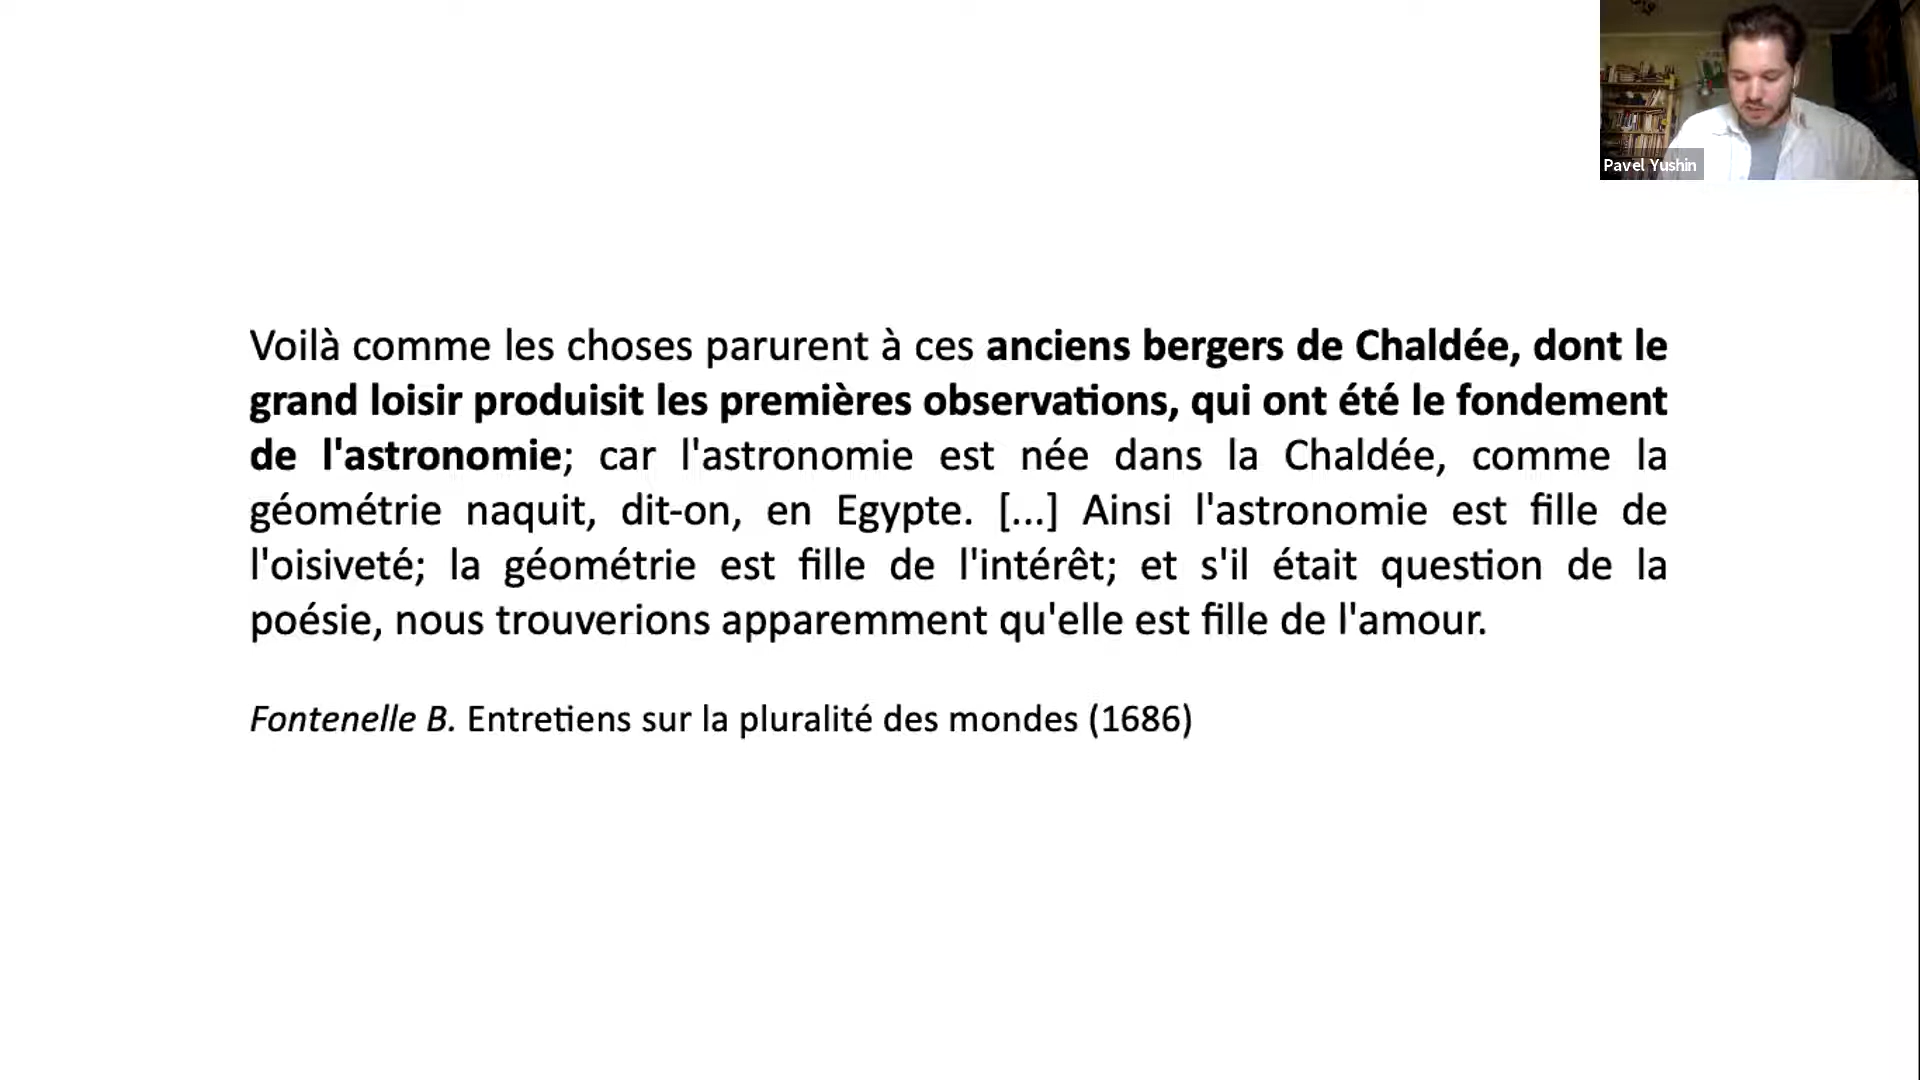 Pavel Yushin
Voilà comme les choses parurent à ces anciens bergers de Chaldée, dont le
grand loisir produisit les premières observations, qui ont été le fondement
de l'astronomie; car l'astronomie est née dans la Chaldée, comme la
géométrie naquit, dit-on, en Egypte. [...] Ainsi l'astronomie est fille de
l'oisiveté; la géométrie est fille de l'intérêt; et s'il était question de la
poésie, nous trouverions apparemment qu'elle est fille de l'amour.
Fontenelle B. Entretiens sur la pluralité des mondes (1686)